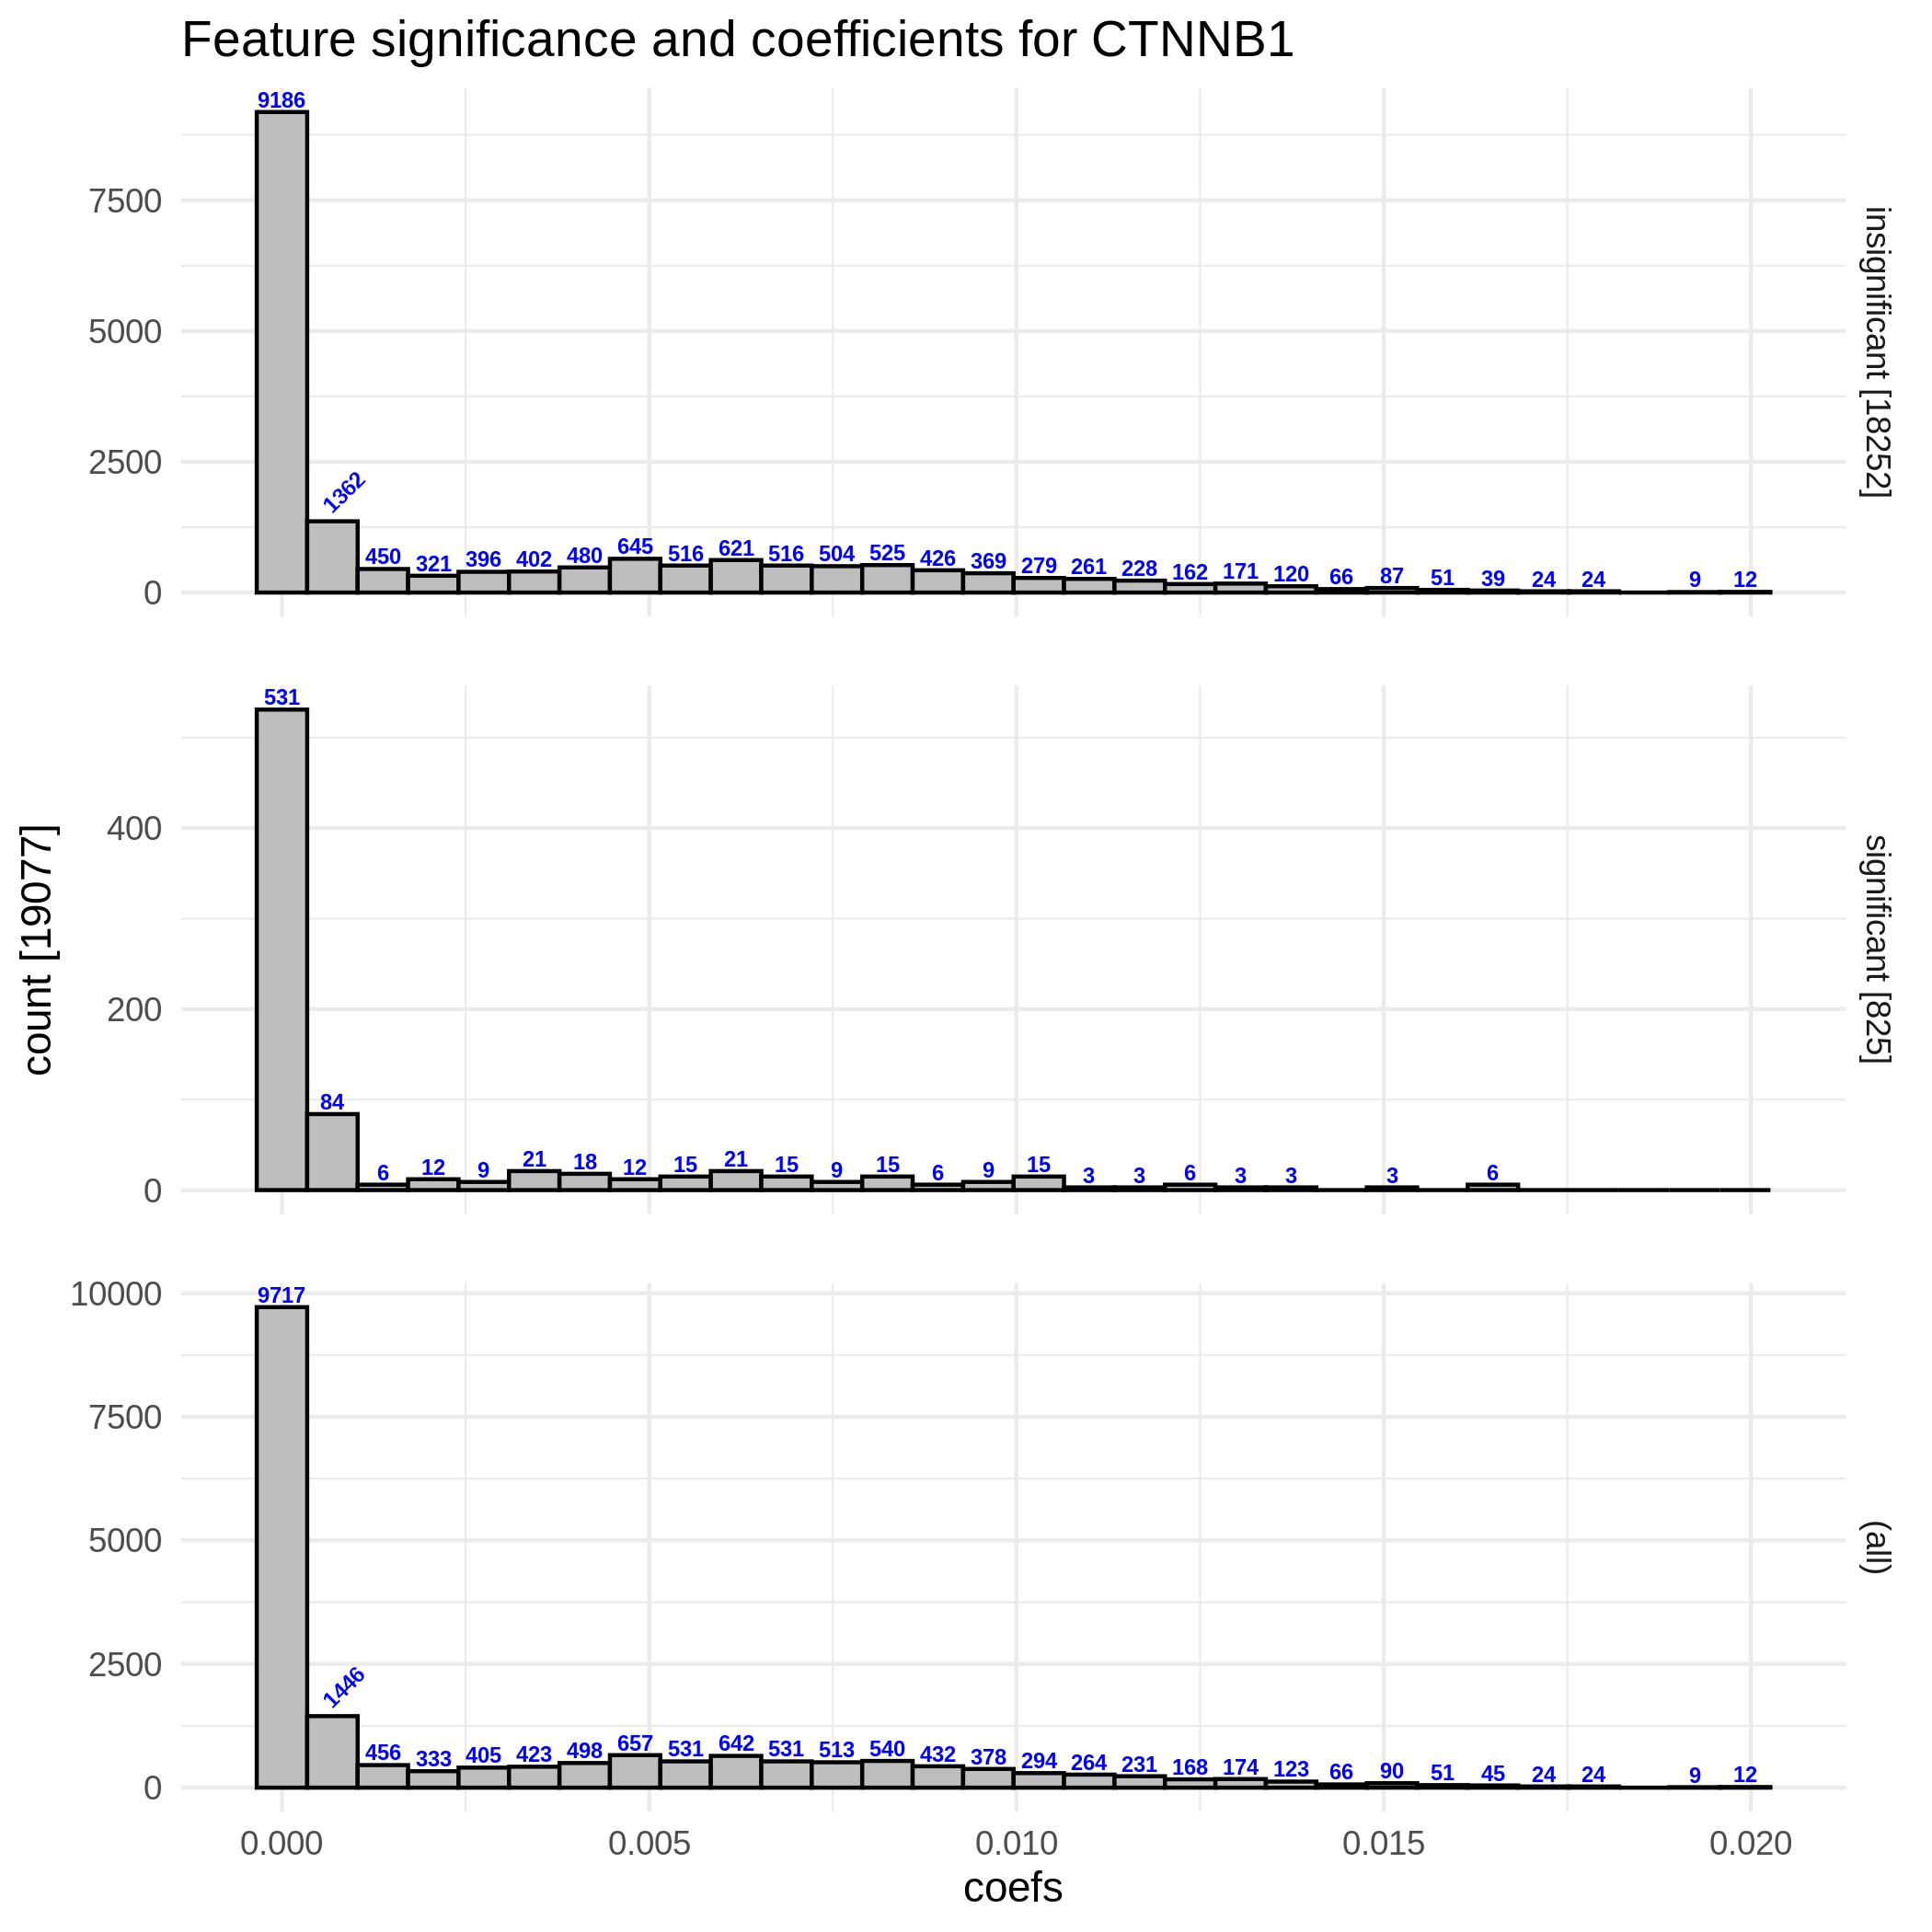 Feature significance and coefficients for CTNNB1
9186
7500
5000
2500
0
1362
450 321 396 402 480 645 516 621 516 504 525 426 369 279 261 228 162 171 120 66 87 51 39 24 24 9 12
insignificant [18252]
531
400
200
0
84
6 12 9 21 18 12 15 21 15 9 15 6 9 15 3 3 6 3 3 3 6
significant [825]
count [19077]
10000
9717
7500
5000
2500
0
1446
456 333 405 423 498 657 531 642 531 513 540 432 378 294 264 231 168 174 123 66 90 51 45 24 24 9 12
(all)
0.000 0.005 0.010 0.015 0.020
coefs